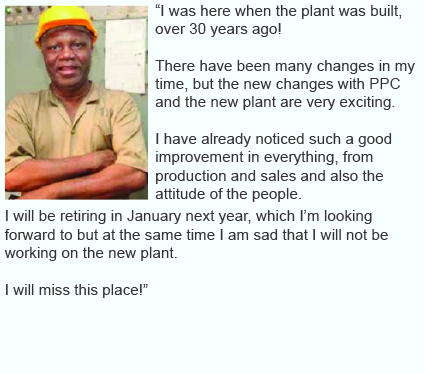 “I was here when the plant was built,
over 30 years ago!
There have been many changes in my
time, but the new changes with PPC
and the new plant are very exciting.
I have already noticed such a good
improvement in everything, from
production and sales and also the
attitude of the people.
I will be retiring in January next year, which I’m looking
forward to but at the same time I am sad that I will not be
working on the new plant.
I will miss this place!”